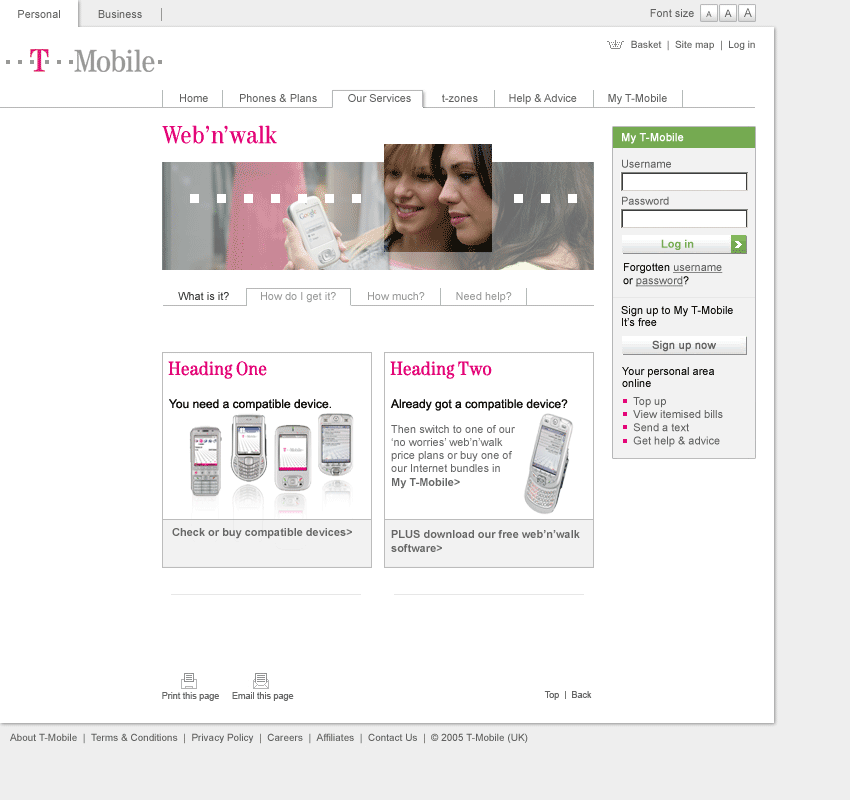 Personal
Business
Font size A A A
Basket | Site map | Log in
T-Mobile
Home
Phones & Plans
Our Services
t-zones
Help & Advice
My T-Mobile
Web’n’walk
Google
What is it?
How do I get it?
How much?
Need help?
Heading One
You need a compatible device.
Check or buy compatible devices>
Heading Two
Already got a compatible device?
Then switch to one of our
‘no worries’ web’n’walk
price plans or buy one of
our Internet bundles in
My T-Mobile>
PLUS download our free web’n’walk
software>
My T-Mobile
Username
Password
Log in
Forgotten username
or password?
Sign up to My T-Mobile
It’s free
Sign up now
Your personal area
online
Top up
View itemised bills
Send a text
Get help & advice
Print this page
Email this page
Top | Back
About T-Mobile | Terms & Conditions | Privacy Policy | Careers | Affiliates | Contact Us | © 2005 T-Mobile (UK)